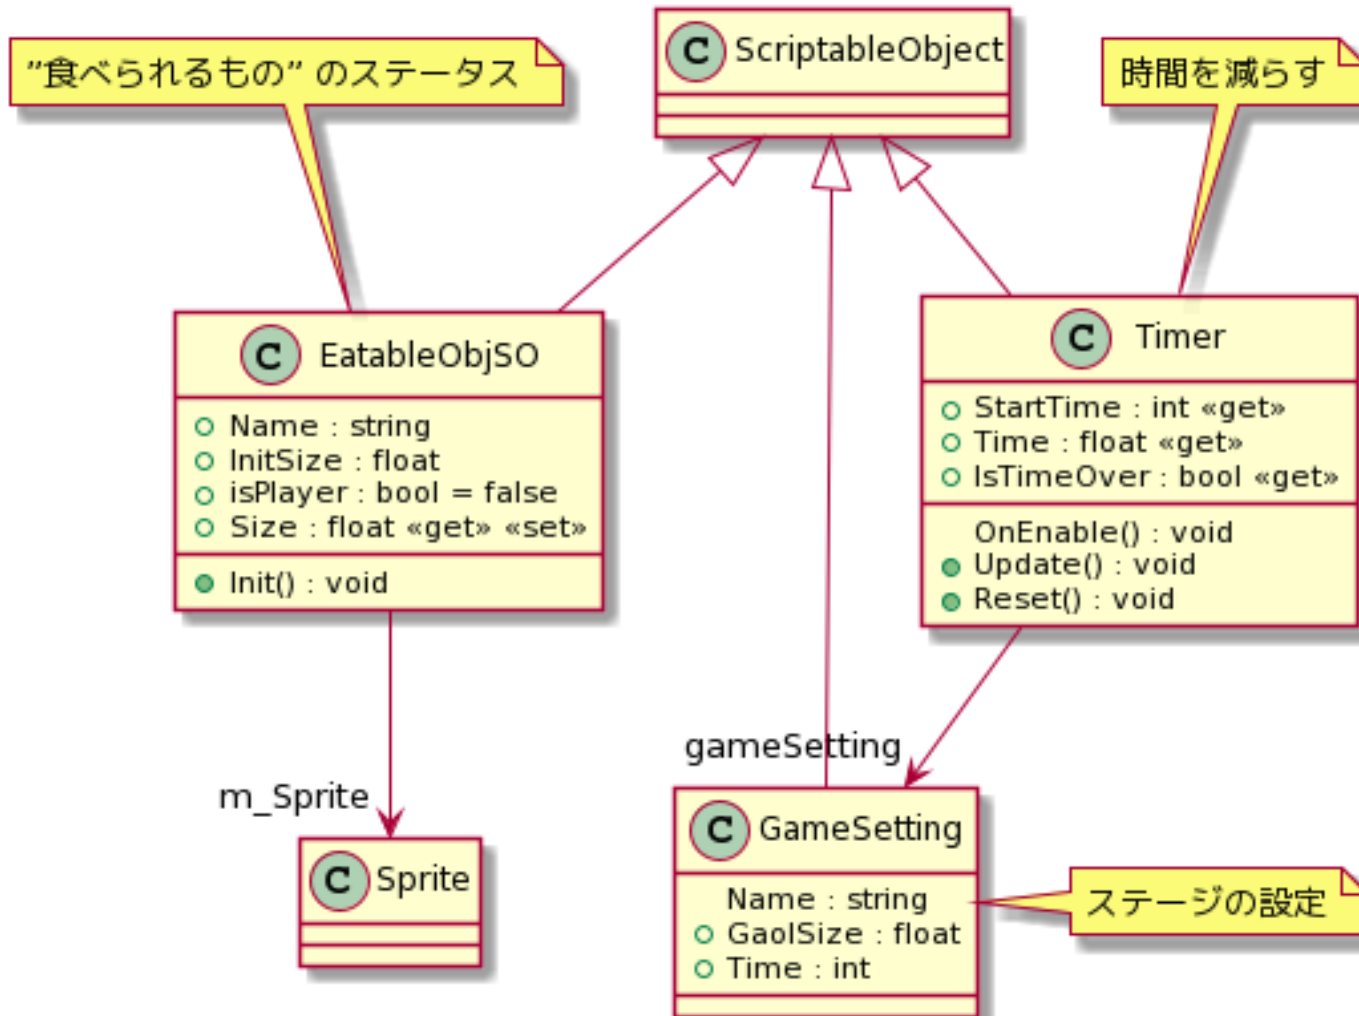 ”食べられるもの” のステータス
C ScriptableObject
時間を減らす
C EatableObjSO
Name : string
InitSize : float
isPlayer : bool = false
Size : float «get» «set»
Init() : void
C Timer
StartTime : int «get»
Time : float «get»
IsTimeOver : bool «get»
OnEnable() : void
Update() : void
Reset() : void
gameSetting
m_Sprite
C Sprite
C GameSetting
Name : string
GaolSize : float
Time : int
ステージの設定